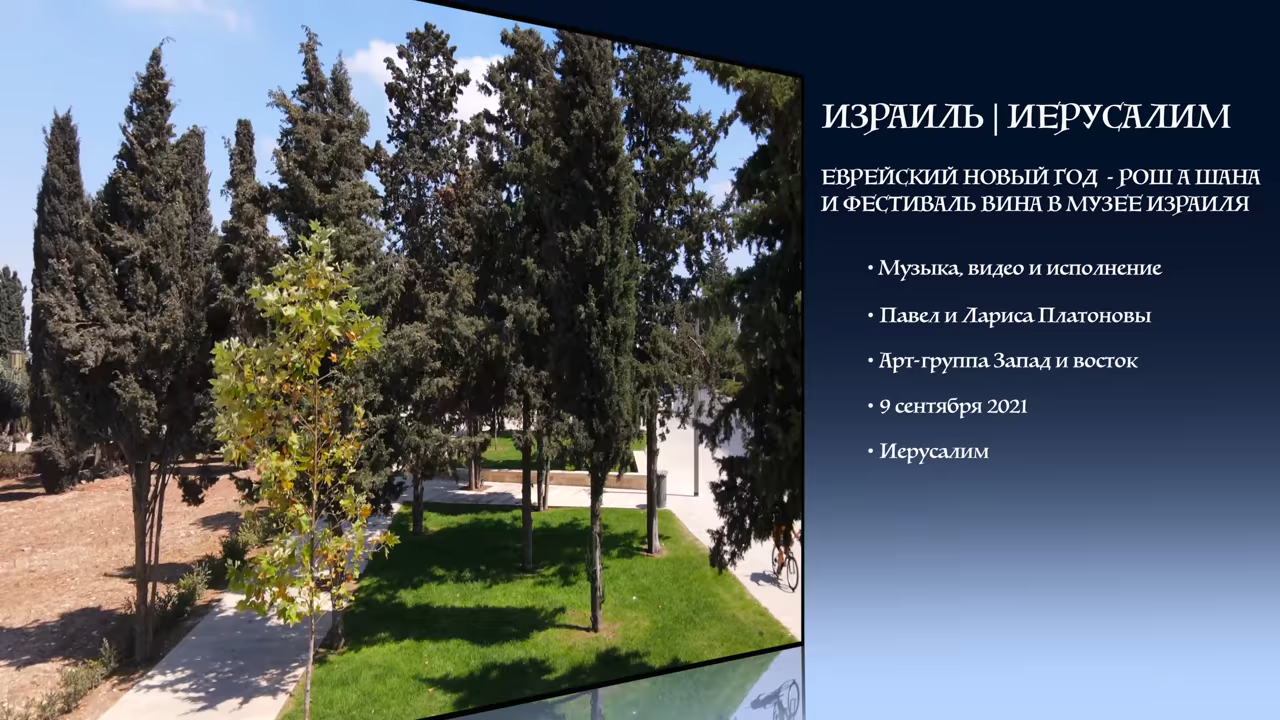 ИЗРАИЛЬ | ИЕРУСАЛИМ
ЕВРЕЙСКИЙ НОВЫЙ ГОД - РОШ А ШАНА
И ФЕСТИВАЛЬ ВИНА В МУЗЕЕ ИЗРАИЛЯ
• Музыка, видео и исполнение
• Павел и Лариса Платоновы
• Арт-группа Запад и восток
• 9 сентября 2021
• Иерусалим